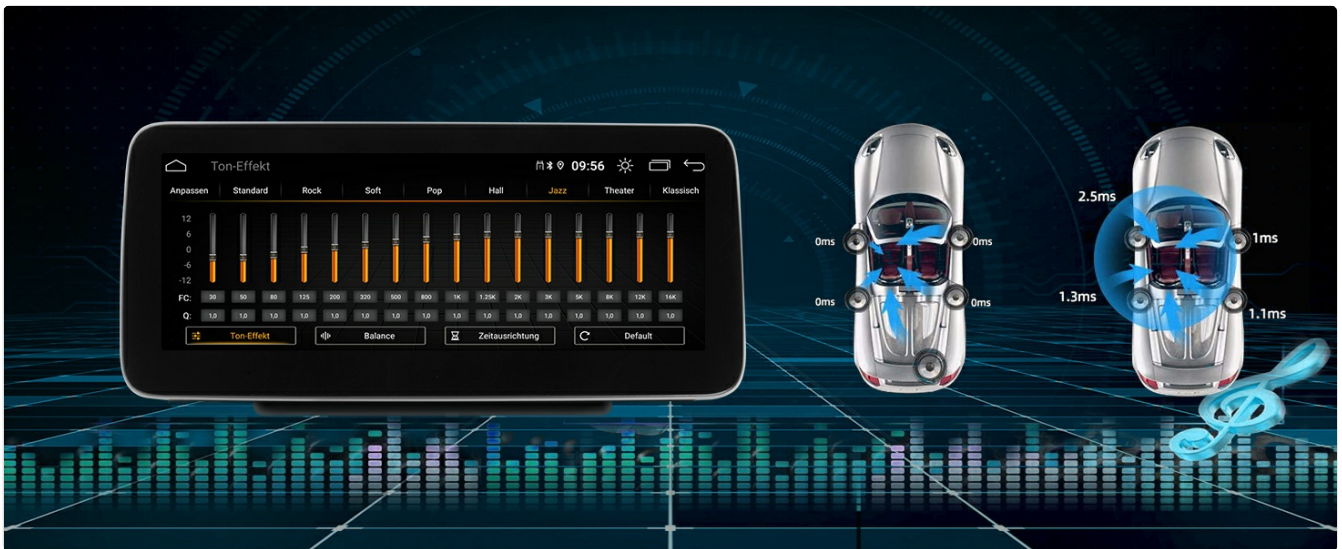 Ton-Effekt 09:56
Anpassen Standard Rock Soft Pop Hall Jazz Theater Klassisch
12
6
0
-6
-12
FC: 30 50 80 125 200 320 500 800 1K 1.25K 2K 3K 5K 8K 12K 16K
Q: 1,0 1,0 1,0 1,0 1,0 1,0 1,0 1,0 1,0 1,0 1,0 1,0 1,0 1,0 1,0 1,0
Ton-Effekt Balance Zeitausrichtung Default
0ms 0ms
0ms 0ms
2.5ms
1ms
1.3ms
1.1ms